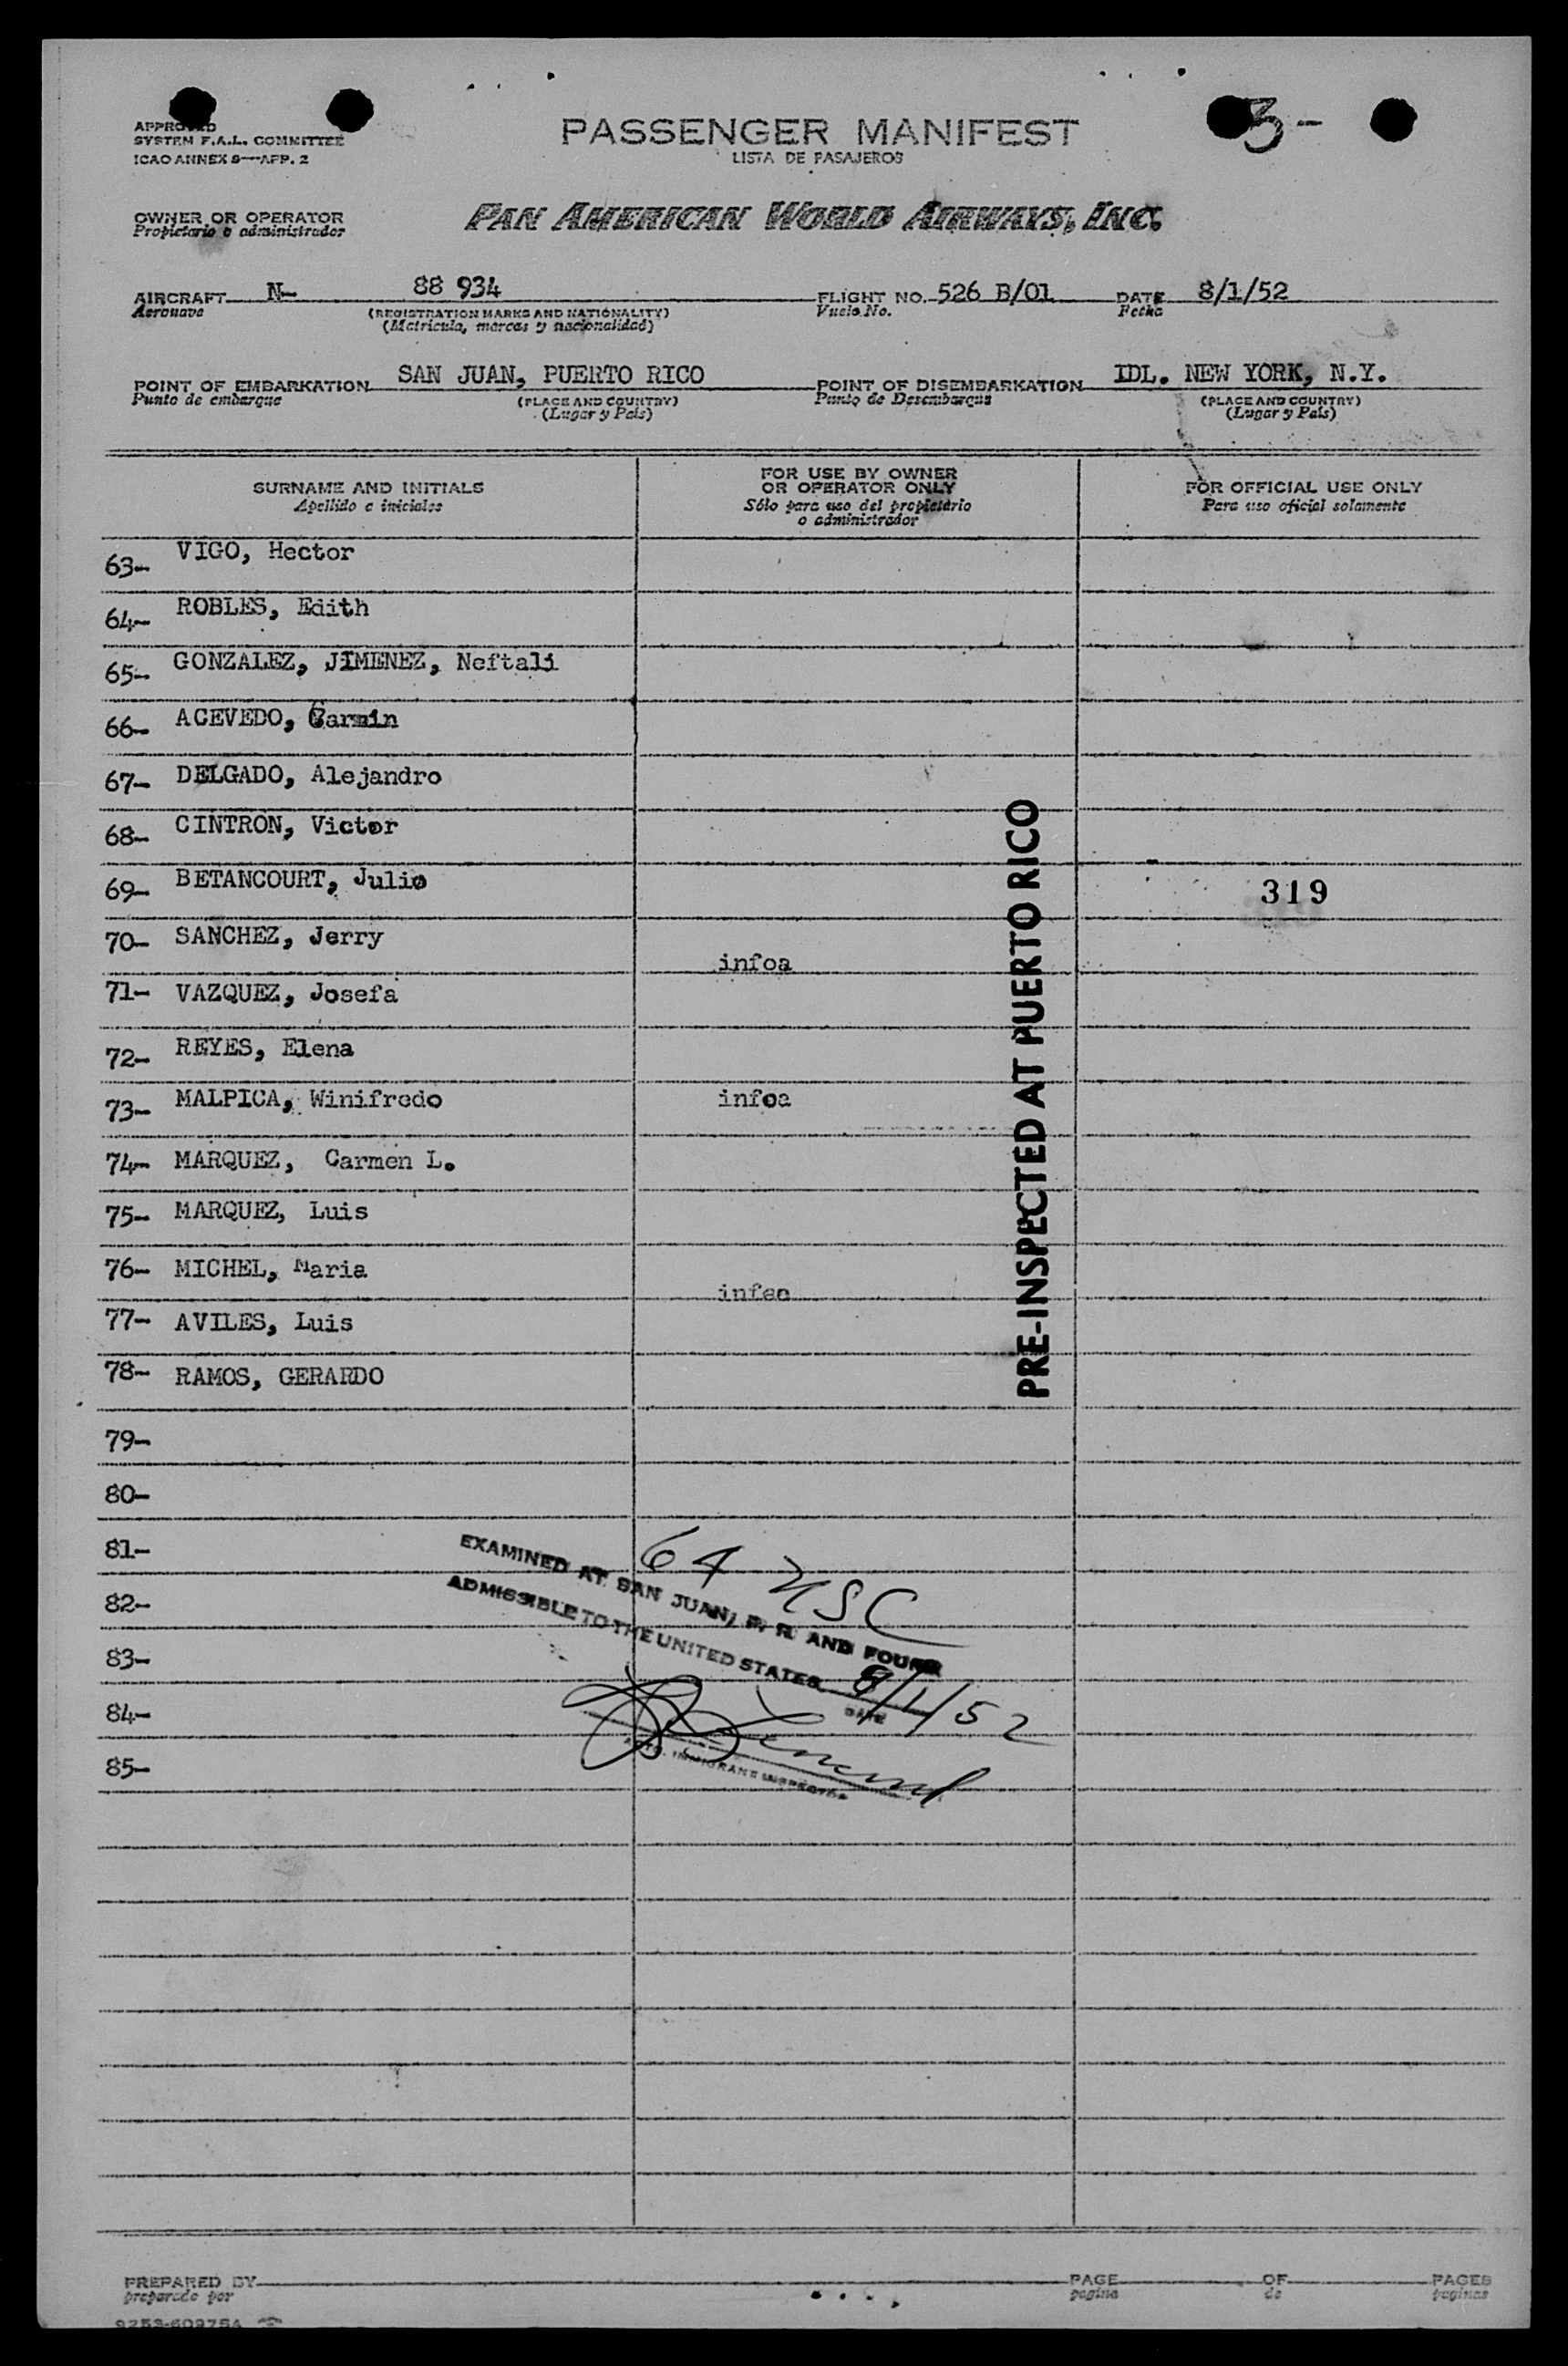 3-
APPROVED
SYSTEM F.A.L. COMMITTEE
ICAO ANNEX 9—APP. 2
PASSENGER MANIFEST
LISTA DE PASAJEROS
OWNER OR OPERATOR
Propietario o administrador
PAN AMERICAN WORLD AIRWAYS, INC.
AIRCRAFT N- 88 934 FLIGHT NO. 526 B/01 DATE 8/1/52
Aeronave (REGISTRATION MARKS AND NATIONALITY) Vuelo No. Fecha
(Matricula, marcas y nacionalidad)
POINT OF EMBARKATION SAN JUAN, PUERTO RICO POINT OF DISEMBARKATION IDL. NEW YORK, N.Y.
Punto de embarque (PLACE AND COUNTRY) Punto de Desembarque (PLACE AND COUNTRY)
(Lugar y País) (Lugar y País)
SURNAME AND INITIALS
Apellido e iniciales
FOR USE BY OWNER
OR OPERATOR ONLY
Sólo para uso del propietario
o administrador
FOR OFFICIAL USE ONLY
Para uso oficial solamente
63- VIGO, Hector
64- ROBLES, Edith
65- GONZALEZ, JIMENEZ, Neftali
66- ACEVEDO, Carmin
67- DELGADO, Alejandro
68- CINTRON, Victor
69- BETANCOURT, Julio 319
70- SANCHEZ, Jerry infoa
71- VAZQUEZ, Josefa
72- REYES, Elena
73- MALPICA, Winifredo infoa
74- MARQUEZ, Carmen L.
75- MARQUEZ, Luis
76- MICHEL, Maria
77- AVILES, Luis
78- RAMOS, GERARDO
79-
80-
81-
82-
83-
84-
85-
PRE-INSPECTED AT PUERTO RICO
64 USC
EXAMINED AT SAN JUAN, P. R. AND FOUND
ADMISSIBLE TO THE UNITED STATES 8/1/52
DATE
IMMIGRANT INSPECTOR
PREPARED BY PAGE OF PAGES
preparado por pagina de paginas